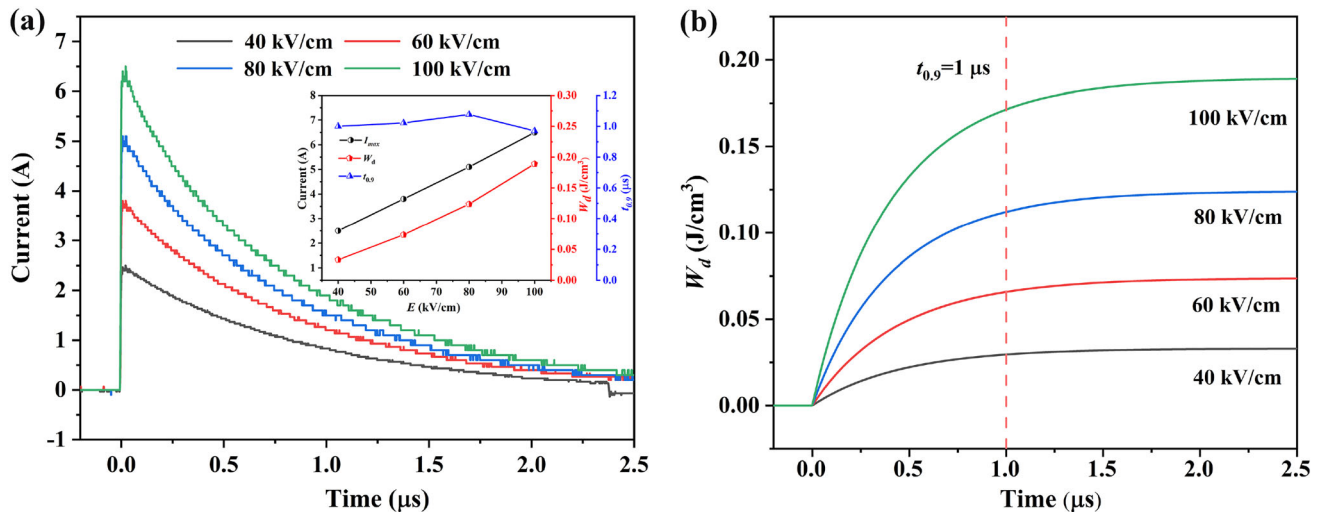 (a)
Current (A)
7
6
5
4
3
2
1
0
-1
40 kV/cm 60 kV/cm
80 kV/cm 100 kV/cm
Current (A)
8
7
6
5
4
3
2
1
I_max
W_d
t_0.9
0.30
0.25
0.20
0.15
0.10
0.05
0.00
W_d (J/cm³)
1.2
1.0
0.8
0.6
0.4
0.2
0.0
t_0.9 (μs)
40 50 60 70 80 90 100
E (kV/cm)
0.0 0.5 1.0 1.5 2.0 2.5
Time (μs)
(b)
W_d (J/cm³)
0.20
0.15
0.10
0.05
0.00
t_0.9=1 μs
100 kV/cm
80 kV/cm
60 kV/cm
40 kV/cm
0.0 0.5 1.0 1.5 2.0 2.5
Time (μs)